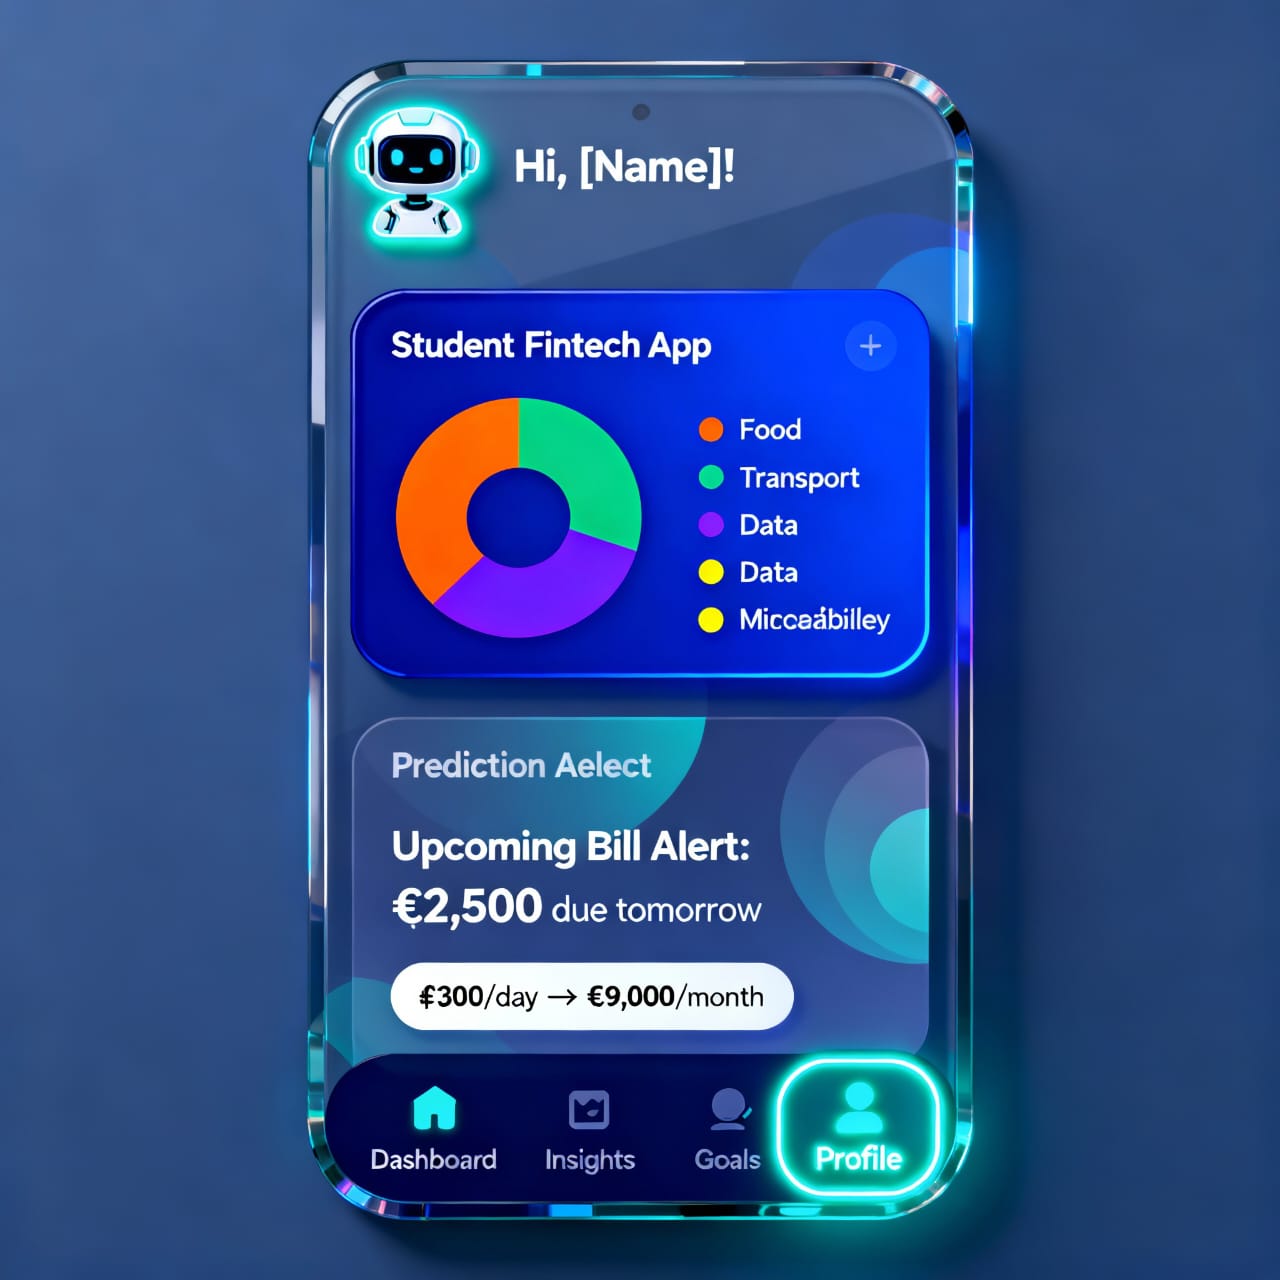 Hi, [Name]!
Student Fintech App
+
Food
Transport
Data
Data
Miccaábilley
Prediction Aelect
Upcoming Bill Alert:
€2,500 due tomorrow
€300/day → €9,000/month
Dashboard
Insights
Goals
Profile